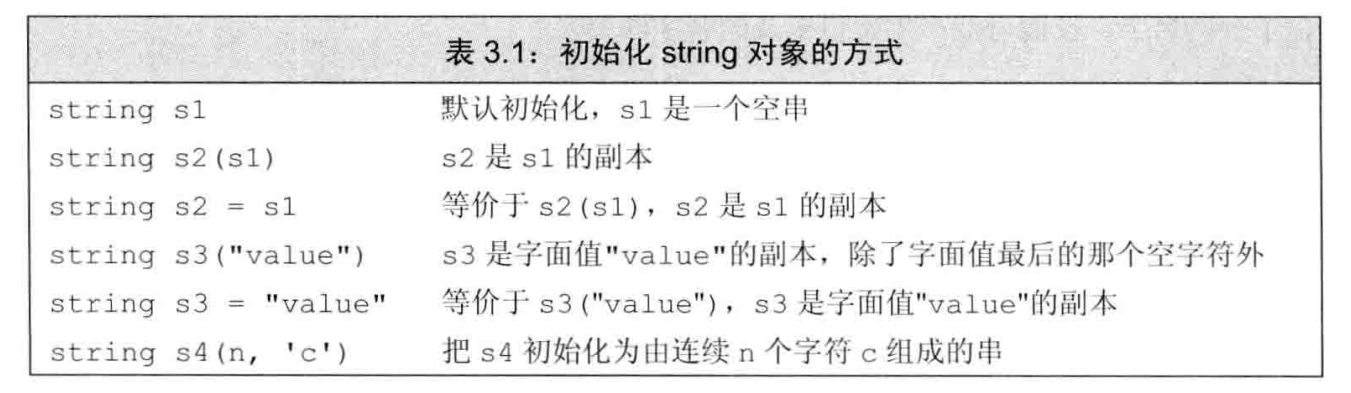 表 3.1：初始化 string 对象的方式
string s1 默认初始化，s1 是一个空串
string s2(s1) s2 是 s1 的副本
string s2 = s1 等价于 s2(s1)，s2 是 s1 的副本
string s3("value") s3 是字面值"value"的副本，除了字面值最后的那个空字符外
string s3 = "value" 等价于 s3("value")，s3 是字面值"value"的副本
string s4(n, 'c') 把 s4 初始化为由连续 n 个字符 c 组成的串